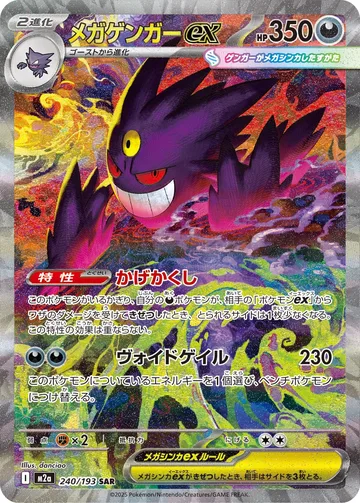 2進化
メガゲンガーex
HP350
ゴーストから進化
ゲンガーがメガシンカしたすがた
特性 かげかくし
このポケモンがいるかぎり、自分の悪ポケモンが、相手の「ポケモンex」から
ワザのダメージを受けてきぜつしたとき、とられるサイドは1枚少なくなる。
この特性の効果は重ならない。
ヴォイドゲイル 230
このポケモンについているエネルギーを1個選び、ベンチポケモン
につけ替える。
弱点 ×2 抵抗力 にげる
Illus. danciao
メガシンカexルール
I M2a 240/193 SAR
メガシンカexがきぜつしたとき、相手はサイドを3枚とる。
©2025 Pokémon/Nintendo/Creatures/GAME FREAK.